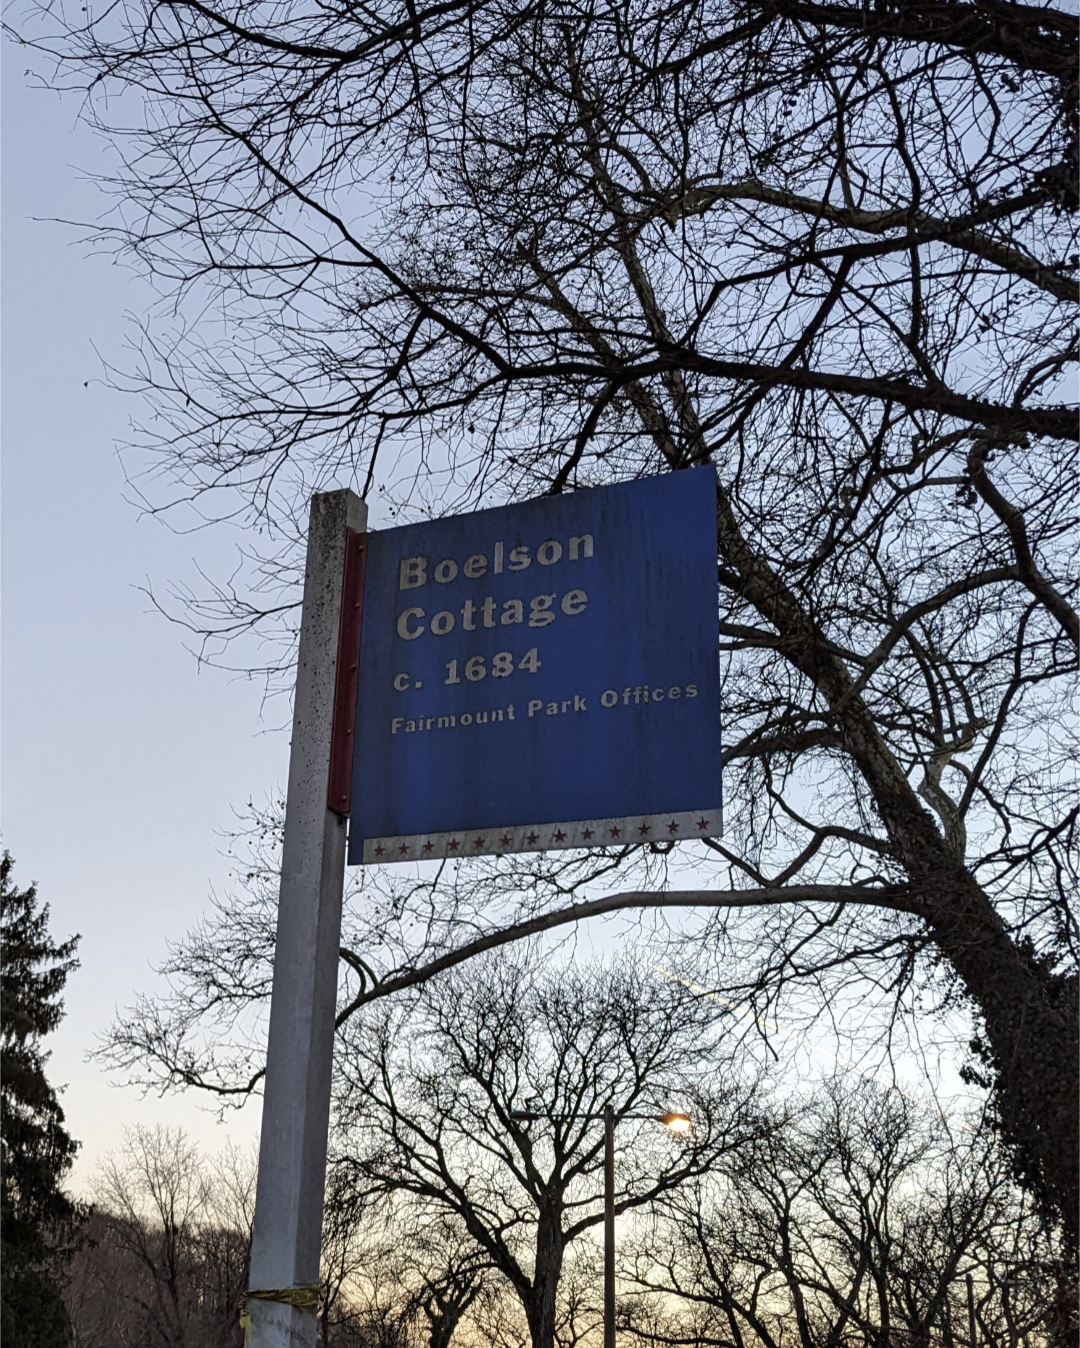 Boelson
Cottage
c. 1684
Fairmount Park Offices